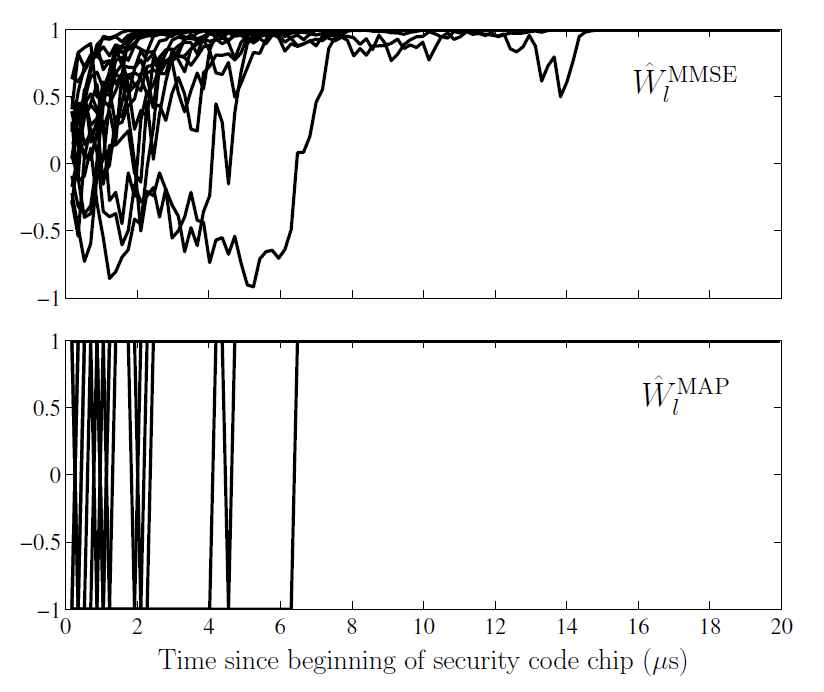 1
0.5
0
−0.5
−1
Ŵ_l^MMSE
1
0.5
0
−0.5
−1
Ŵ_l^MAP
0 2 4 6 8 10 12 14 16 18 20
Time since beginning of security code chip (μs)